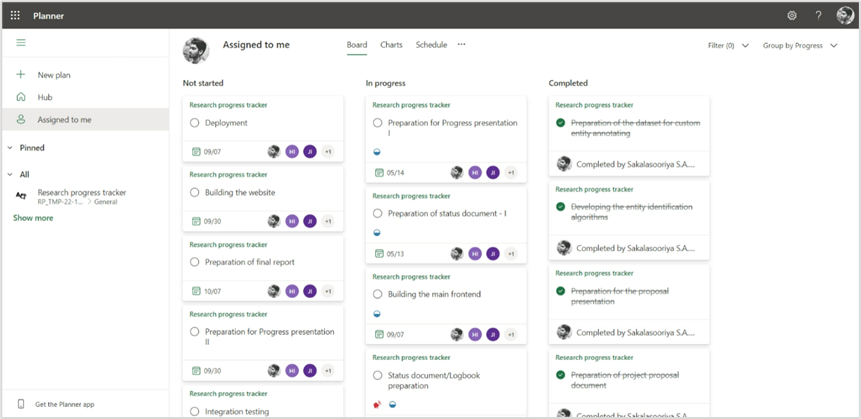 Planner
?
Assigned to me
Board
Charts
Schedule
Filter (0)
Group by Progress
New plan
Hub
Assigned to me
Pinned
All
Research progress tracker
RP_TMP-22-1... > General
Show more
Get the Planner app
Not started
Research progress tracker
Deployment
09/07
HI
JI
+1
Research progress tracker
Building the website
09/30
HI
JI
+1
Research progress tracker
Preparation of final report
10/07
HI
JI
+1
Research progress tracker
Preparation for Progress presentation
II
09/30
HI
JI
+1
Research progress tracker
Integration testing
In progress
Research progress tracker
Preparation for Progress presentation
I
05/14
HI
JI
+1
Research progress tracker
Preparation of status document - I
05/13
HI
JI
+1
Research progress tracker
Building the main frontend
09/07
HI
JI
+1
Research progress tracker
Status document/Logbook
preparation
Completed
Research progress tracker
Preparation of the dataset for custom
entity annotating
Completed by Sakalasooriya S.A....
Research progress tracker
Developing the entity identification
algorithms
Completed by Sakalasooriya S.A....
Research progress tracker
Preparation for the proposal
presentation
Completed by Sakalasooriya S.A....
Research progress tracker
Preparation of project proposal
document
Completed by Sakalasooriya S.A....